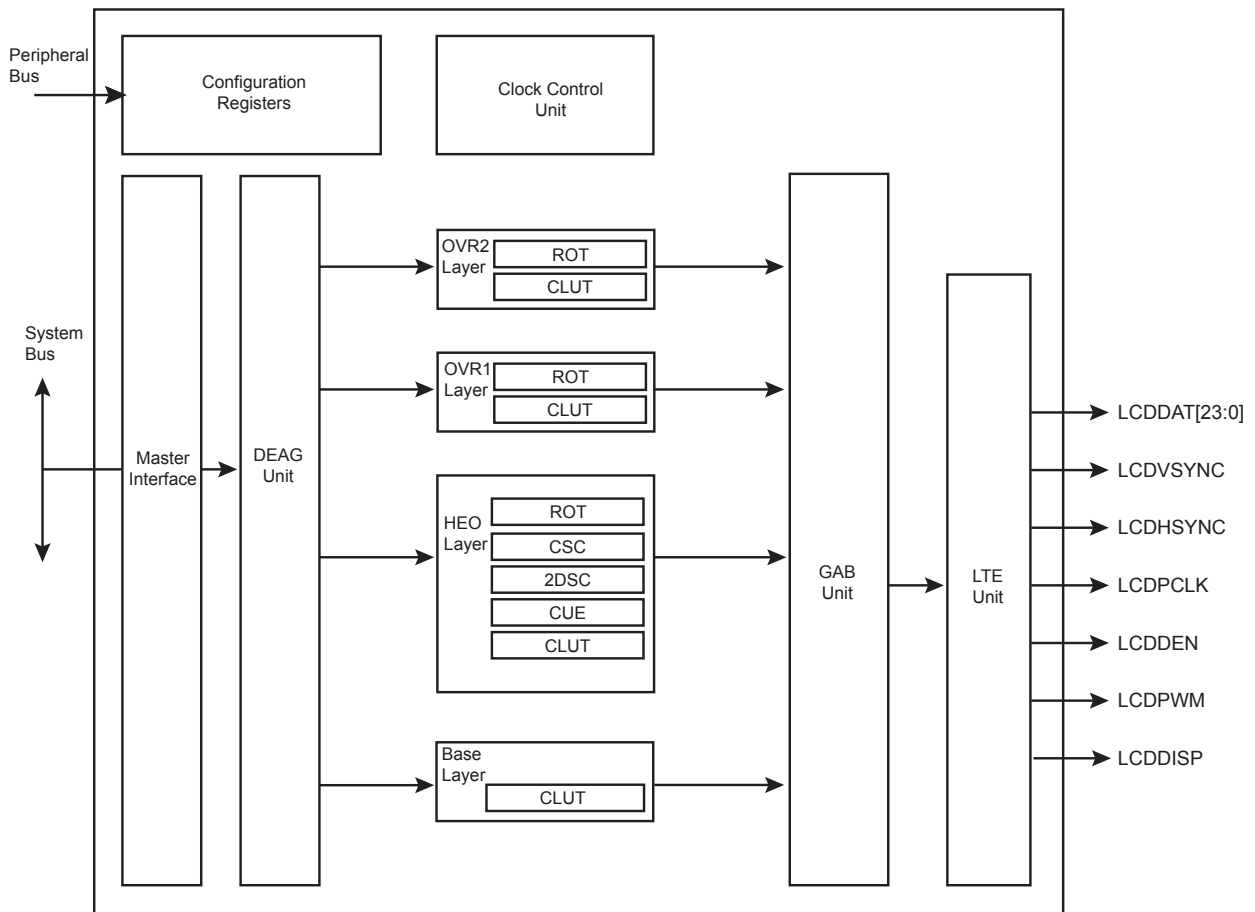 Peripheral
Bus
Configuration
Registers
Clock Control
Unit
System
Bus
Master
Interface
DEAG
Unit
OVR2
Layer
ROT
CLUT
OVR1
Layer
ROT
CLUT
HEO
Layer
ROT
CSC
2DSC
CUE
CLUT
Base
Layer
CLUT
GAB
Unit
LTE
Unit
LCDDAT[23:0]
LCDVSYNC
LCDHSYNC
LCDPCLK
LCDDEN
LCDPWM
LCDDISP